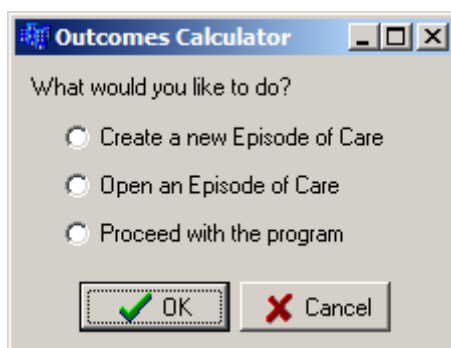 Outcomes Calculator
What would you like to do?
Create a new Episode of Care
Open an Episode of Care
Proceed with the program
OK Cancel